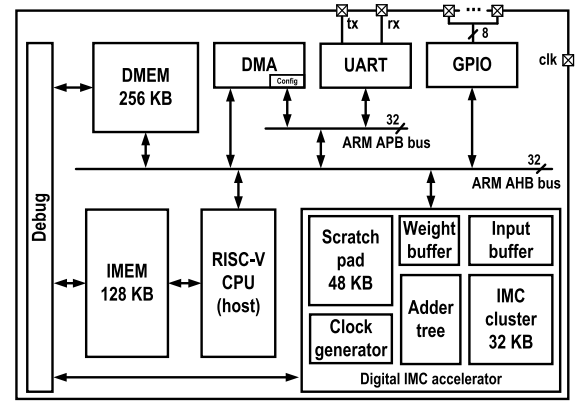 tx
rx
...
8
clk
DMEM
256 KB
DMA
Config
UART
GPIO
32
ARM APB bus
32
ARM AHB bus
Debug
IMEM
128 KB
RISC-V
CPU
(host)
Scratch
pad
48 KB
Weight
buffer
Input
buffer
Clock
generator
Adder
tree
IMC
cluster
32 KB
Digital IMC accelerator